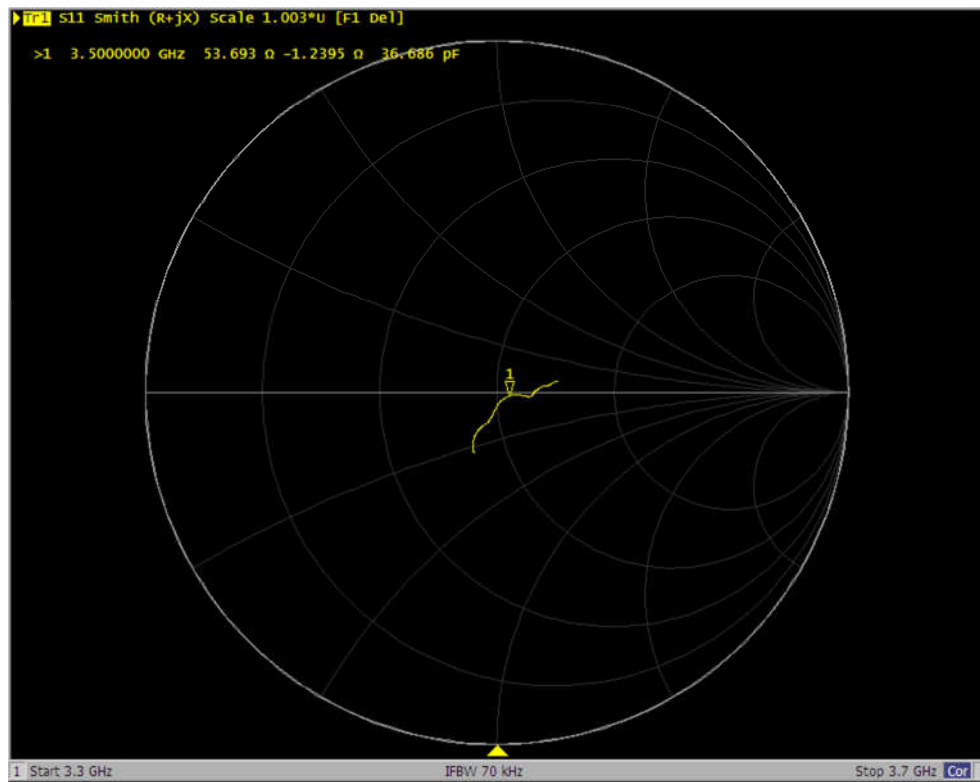 Tr1 S11 Smith (R+jX) Scale 1.003*U [F1 Del]
>1 3.5000000 GHz 53.693 Ω -1.2395 Ω 36.686 pF
1
1 Start 3.3 GHz IFBW 70 kHz Stop 3.7 GHz Cor